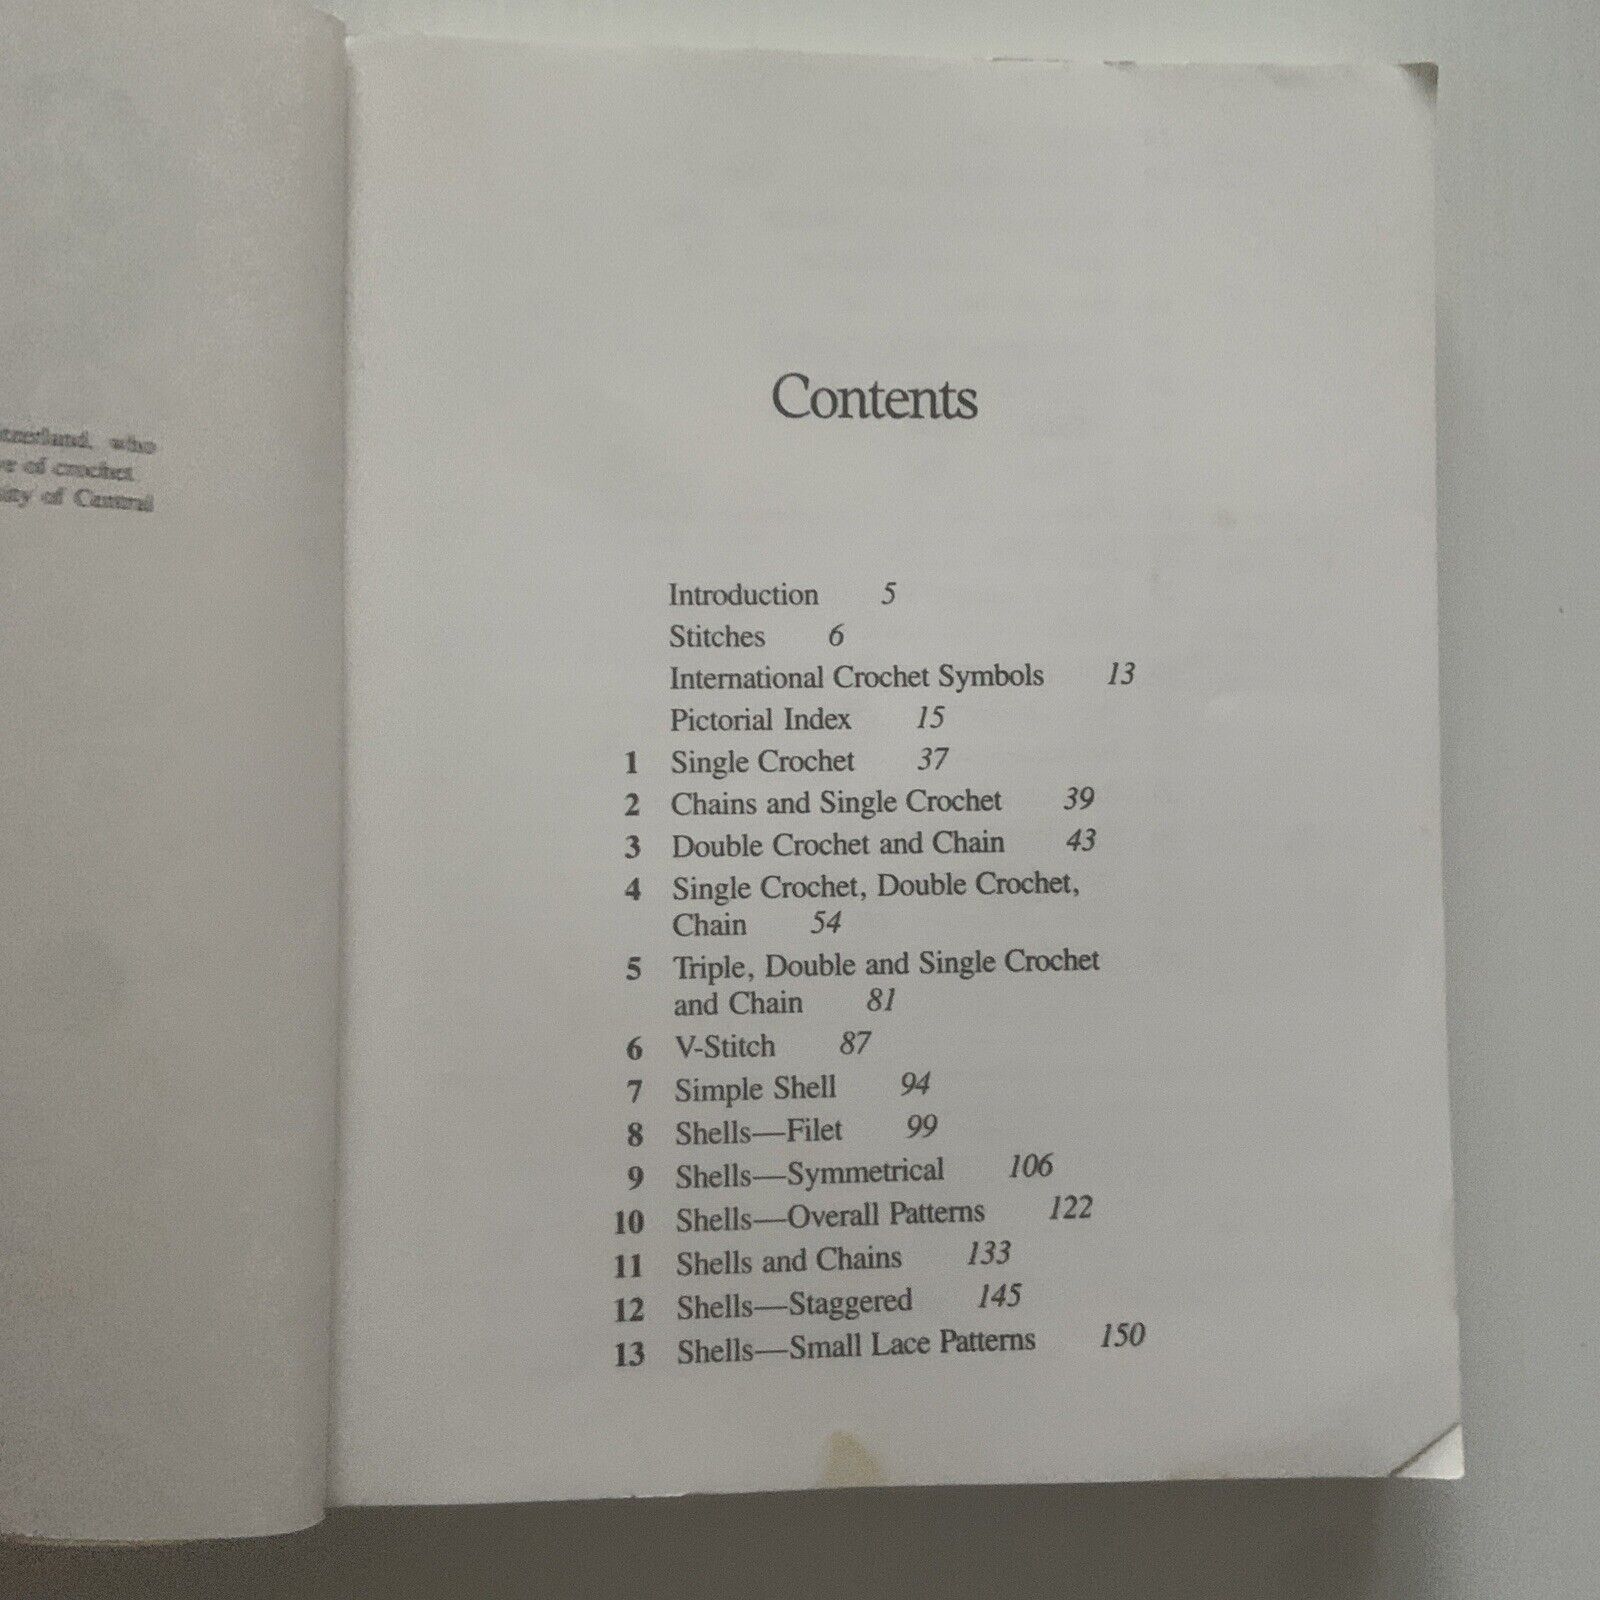 who
of crochet.
of Central
Contents
Introduction 5
Stitches 6
International Crochet Symbols 13
Pictorial Index 15
1 Single Crochet 37
2 Chains and Single Crochet 39
3 Double Crochet and Chain 43
4 Single Crochet, Double Crochet,
Chain 54
5 Triple, Double and Single Crochet
and Chain 81
6 V-Stitch 87
7 Simple Shell 94
8 Shells—Filet 99
9 Shells—Symmetrical 106
10 Shells—Overall Patterns 122
11 Shells and Chains 133
12 Shells—Staggered 145
13 Shells—Small Lace Patterns 150